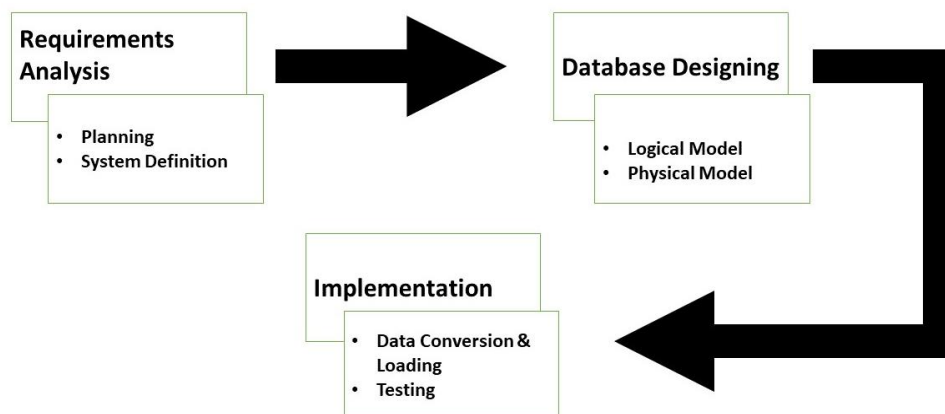 Requirements
Analysis
• Planning
• System Definition
Database Designing
• Logical Model
• Physical Model
Implementation
• Data Conversion &
Loading
• Testing